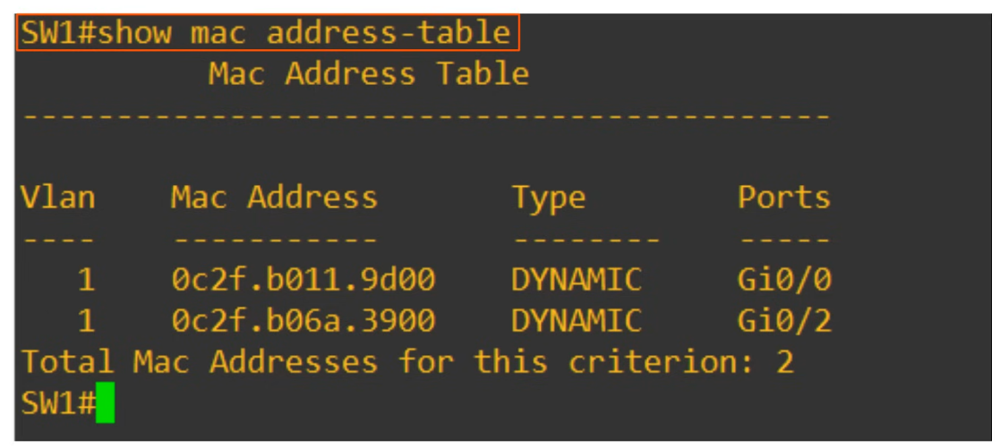 SW1#show mac address-table
Mac Address Table
-------------------------------------------
Vlan    Mac Address       Type        Ports
----    -----------       --------    -----
   1    0c2f.b011.9d00    DYNAMIC     Gi0/0
   1    0c2f.b06a.3900    DYNAMIC     Gi0/2
Total Mac Addresses for this criterion: 2
SW1#